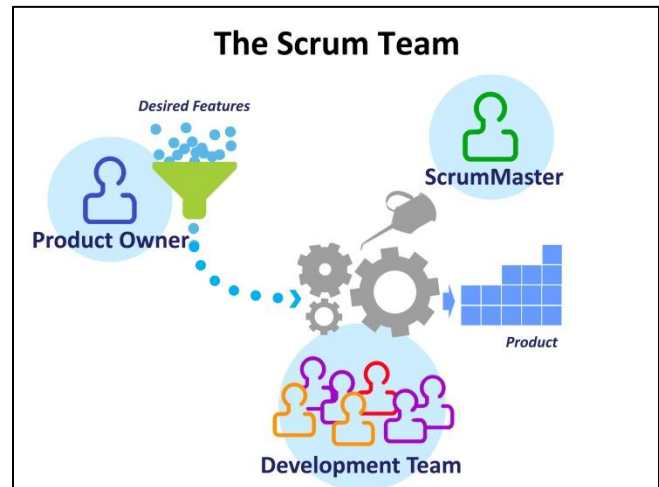 The Scrum Team
Desired Features
ScrumMaster
Product Owner
Product
Development Team